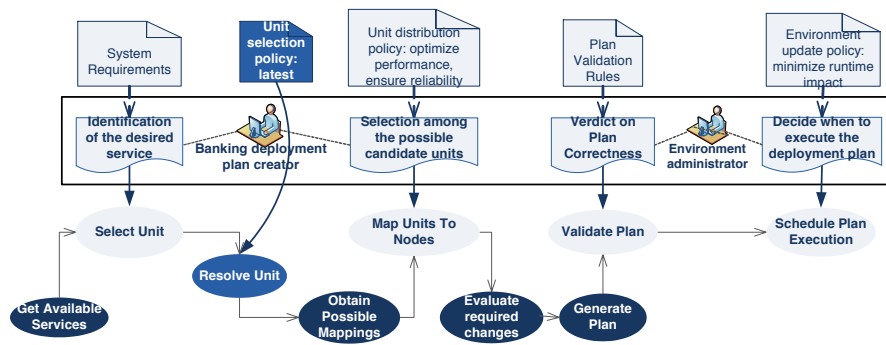 System
Requirements
Unit
selection
policy:
latest
Unit distribution
policy: optimize
performance,
ensure reliability
Plan
Validation
Rules
Environment
update policy:
minimize runtime
impact
Identification
of the desired
service
Banking deployment
plan creator
Selection among
the possible
candidate units
Verdict on
Plan
Correctness
Environment
administrator
Decide when to
execute the
deployment plan
Select Unit
Map Units To
Nodes
Validate Plan
Schedule Plan
Execution
Resolve Unit
Get Available
Services
Obtain
Possible
Mappings
Evaluate
required
changes
Generate
Plan